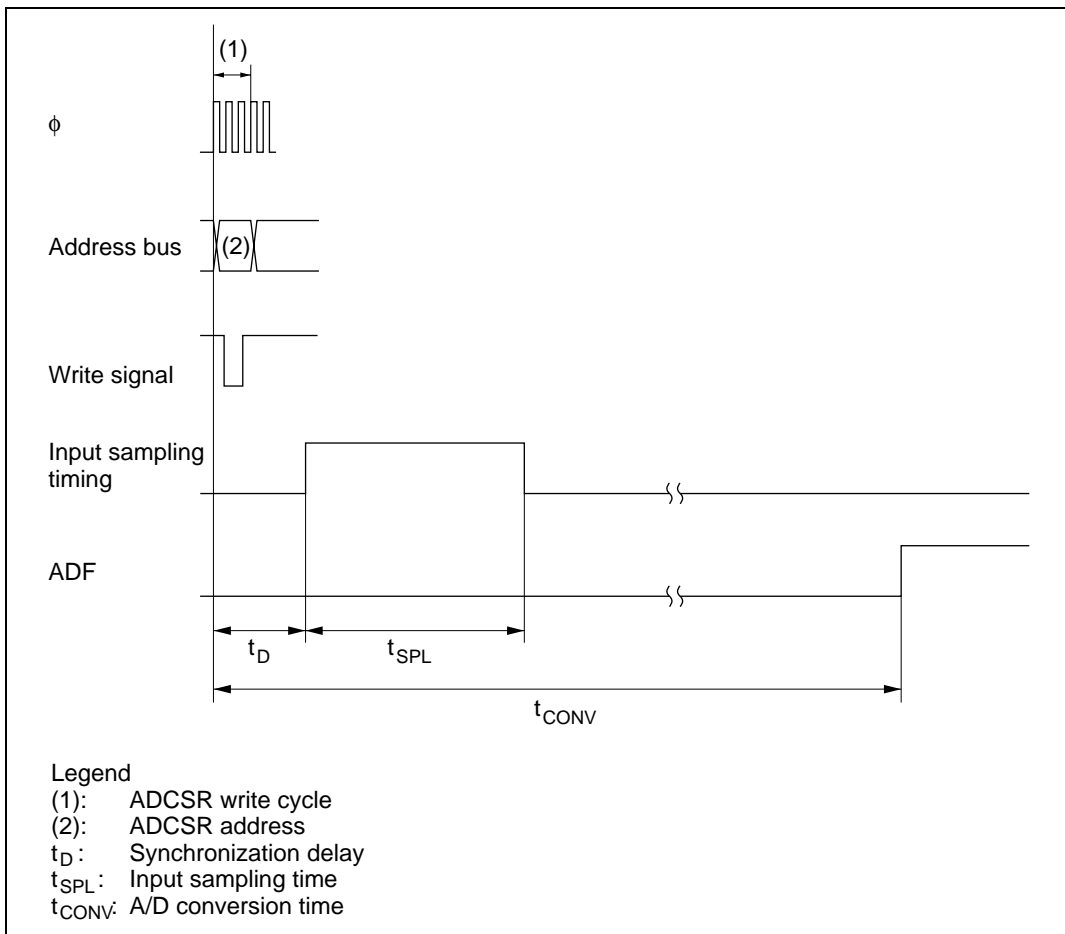 (1)
ϕ
Address bus
(2)
Write signal
Input sampling
timing
ADF
tD
tSPL
tCONV
Legend
(1): ADCSR write cycle
(2): ADCSR address
tD : Synchronization delay
tSPL : Input sampling time
tCONV: A/D conversion time